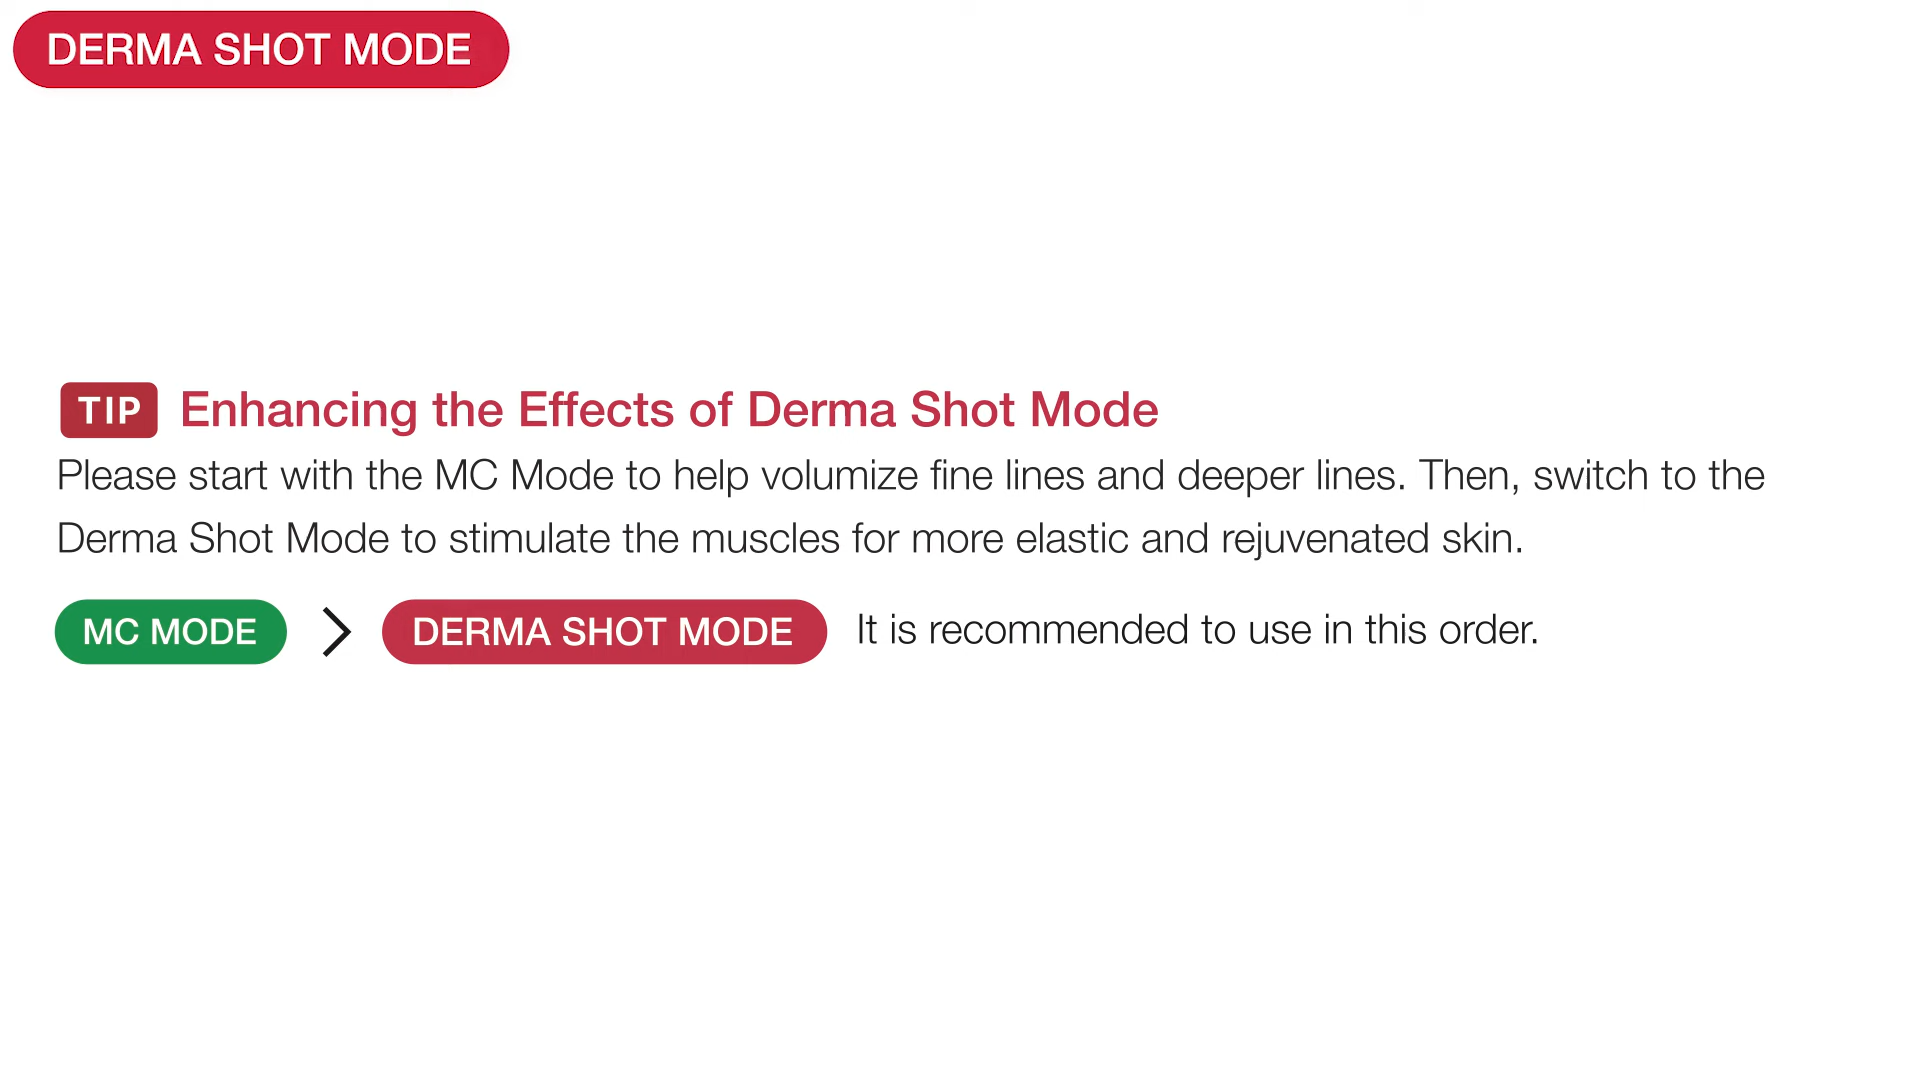 DERMA SHOT MODE
TIP Enhancing the Effects of Derma Shot Mode
Please start with the MC Mode to help volumize fine lines and deeper lines. Then, switch to the
Derma Shot Mode to stimulate the muscles for more elastic and rejuvenated skin.
MC MODE > DERMA SHOT MODE It is recommended to use in this order.